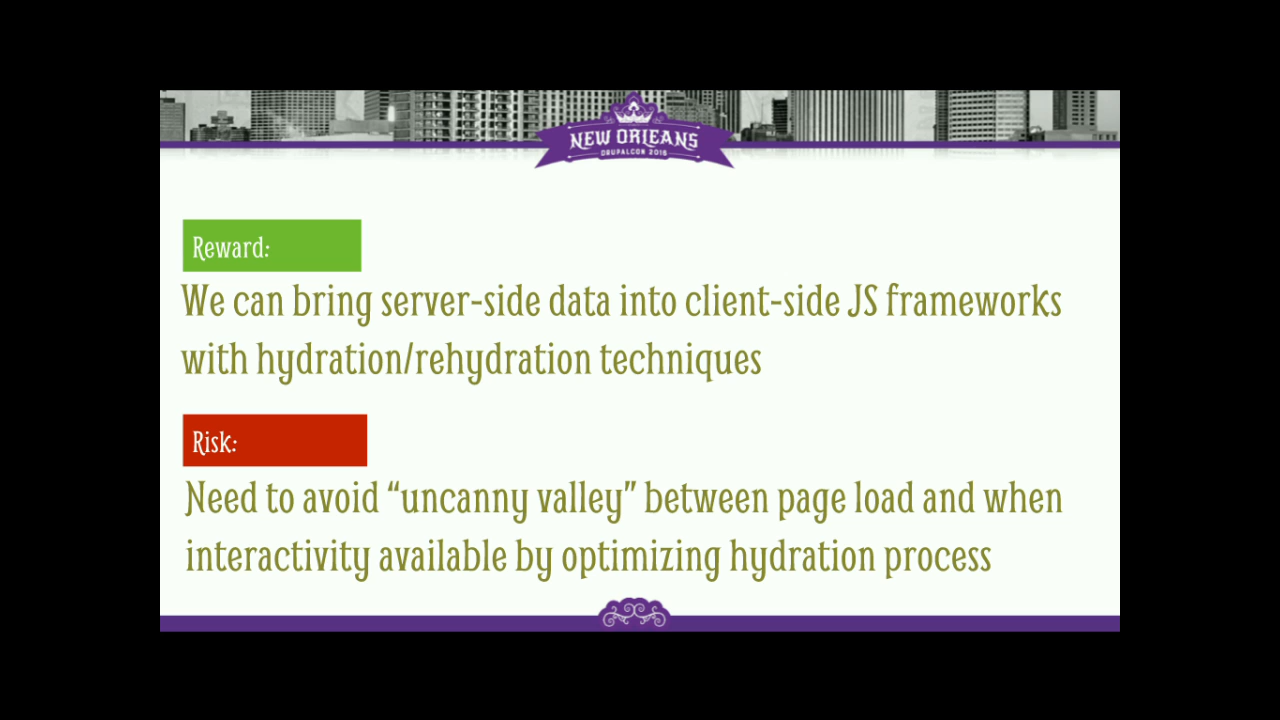 NEW ORLEANS
DRUPALCON 2016
Reward:
We can bring server-side data into client-side JS frameworks
with hydration/rehydration techniques
Risk:
Need to avoid “uncanny valley” between page load and when
interactivity available by optimizing hydration process